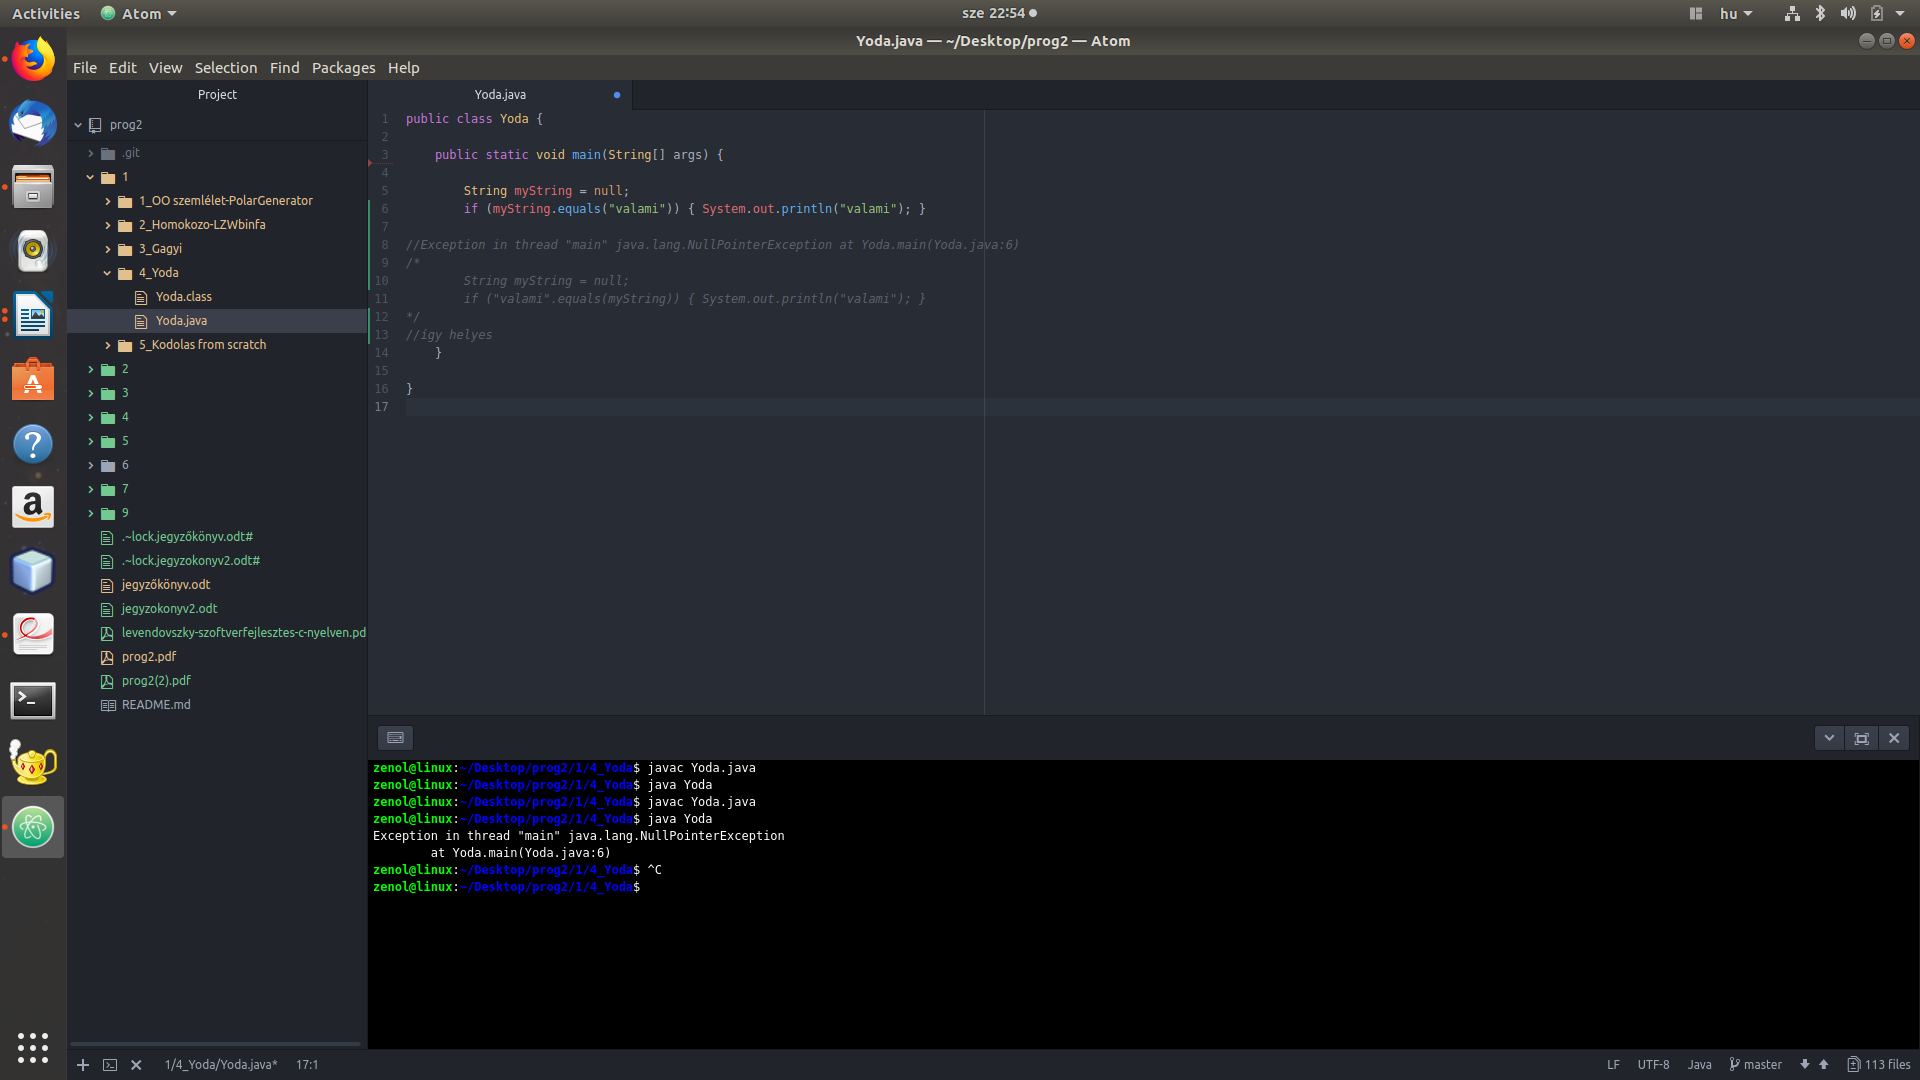 Activities
Atom
sze 22:54
hu
Yoda.java — ~/Desktop/prog2 — Atom
File Edit View Selection Find Packages Help
Project
prog2
.git
1
1_OO szemlélet-PolarGenerator
2_Homokozo-LZWbinfa
3_Gagyi
4_Yoda
Yoda.class
Yoda.java
5_Kodolas from scratch
2
3
4
5
6
7
9
.~lock.jegyzőkönyv.odt#
.~lock.jegyzokonyv2.odt#
jegyzőkönyv.odt
jegyzokonyv2.odt
levendovszky-szoftverfejlesztes-c-nyelven.pd
prog2.pdf
prog2(2).pdf
README.md
Yoda.java
1 public class Yoda {
2
3 public static void main(String[] args) {
4
5 String myString = null;
6 if (myString.equals("valami")) { System.out.println("valami"); }
7
8 //Exception in thread "main" java.lang.NullPointerException at Yoda.main(Yoda.java:6)
9 /*
10 String myString = null;
11 if ("valami".equals(myString)) { System.out.println("valami"); }
12 */
13 //így helyes
14 }
15
16 }
17
zenol@linux:~/Desktop/prog2/1/4_Yoda$ javac Yoda.java
zenol@linux:~/Desktop/prog2/1/4_Yoda$ java Yoda
zenol@linux:~/Desktop/prog2/1/4_Yoda$ javac Yoda.java
zenol@linux:~/Desktop/prog2/1/4_Yoda$ java Yoda
Exception in thread "main" java.lang.NullPointerException
at Yoda.main(Yoda.java:6)
zenol@linux:~/Desktop/prog2/1/4_Yoda$ ^C
zenol@linux:~/Desktop/prog2/1/4_Yoda$
1/4_Yoda/Yoda.java* 17:1
LF UTF-8 Java master 113 files